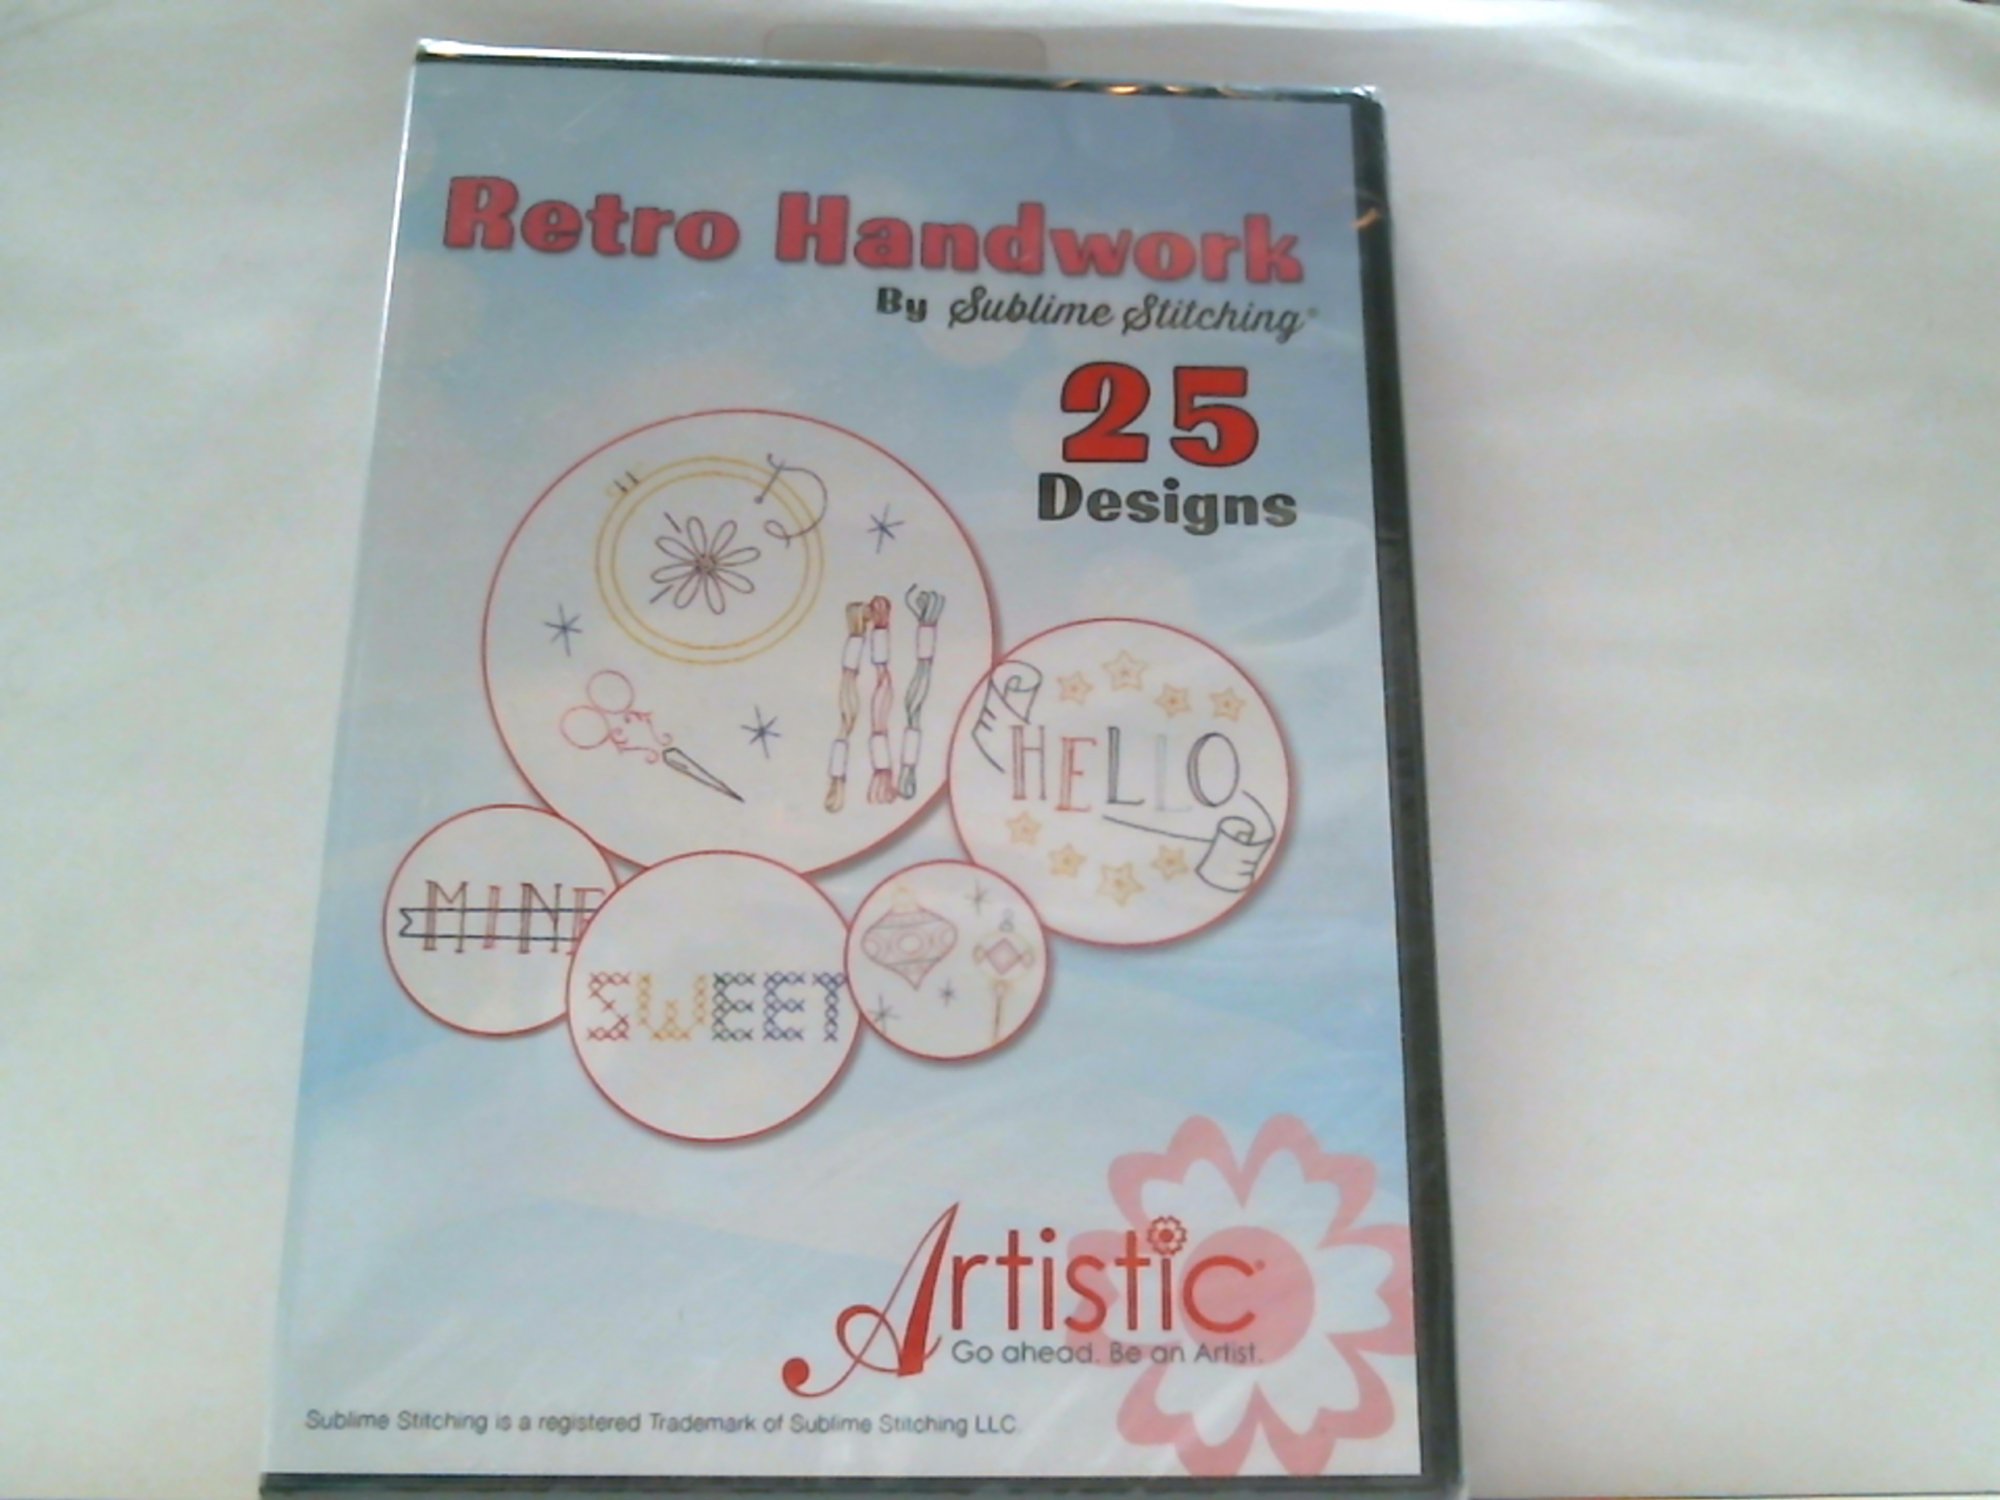 Retro Handwork
By Sublime Stitching®
25
Designs
HELLO
MINE
SWEET
Artistic
Go ahead. Be an Artist.
Sublime Stitching is a registered Trademark of Sublime Stitching LLC.